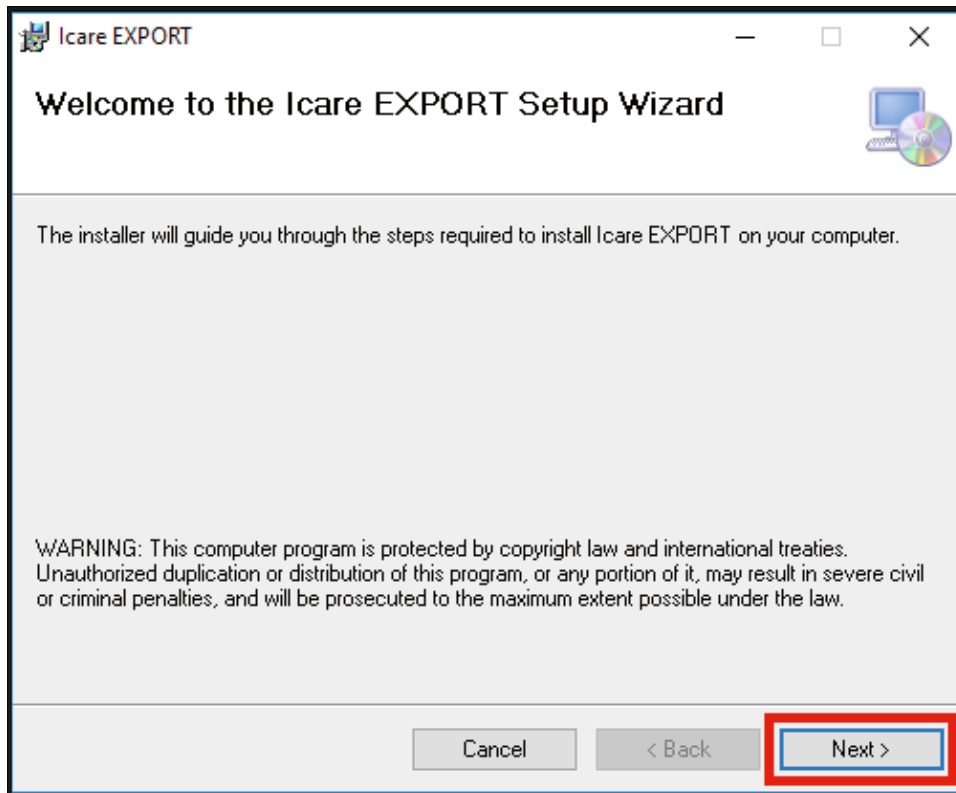 Icare EXPORT
Welcome to the Icare EXPORT Setup Wizard
The installer will guide you through the steps required to install Icare EXPORT on your computer.
WARNING: This computer program is protected by copyright law and international treaties.
Unauthorized duplication or distribution of this program, or any portion of it, may result in severe civil
or criminal penalties, and will be prosecuted to the maximum extent possible under the law.
Cancel
< Back
Next >